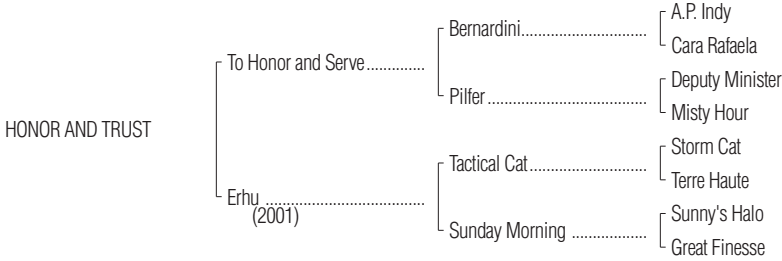 A.P. Indy
Bernardini
Cara Rafaela
To Honor and Serve
Deputy Minister
Pilfer
Misty Hour
HONOR AND TRUST
Storm Cat
Tactical Cat
Terre Haute
Erhu
(2001)
Sunny's Halo
Sunday Morning
Great Finesse